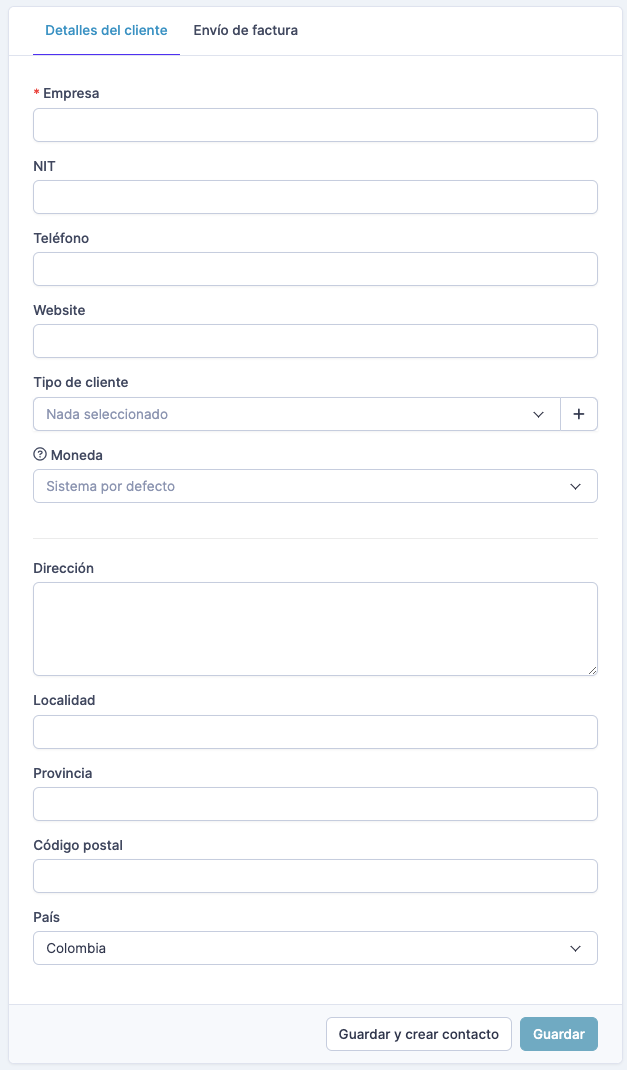 Detalles del cliente Envío de factura
* Empresa
NIT
Teléfono
Website
Tipo de cliente
Nada seleccionado +
? Moneda
Sistema por defecto
Dirección
Localidad
Provincia
Código postal
País
Colombia
Guardar y crear contacto Guardar